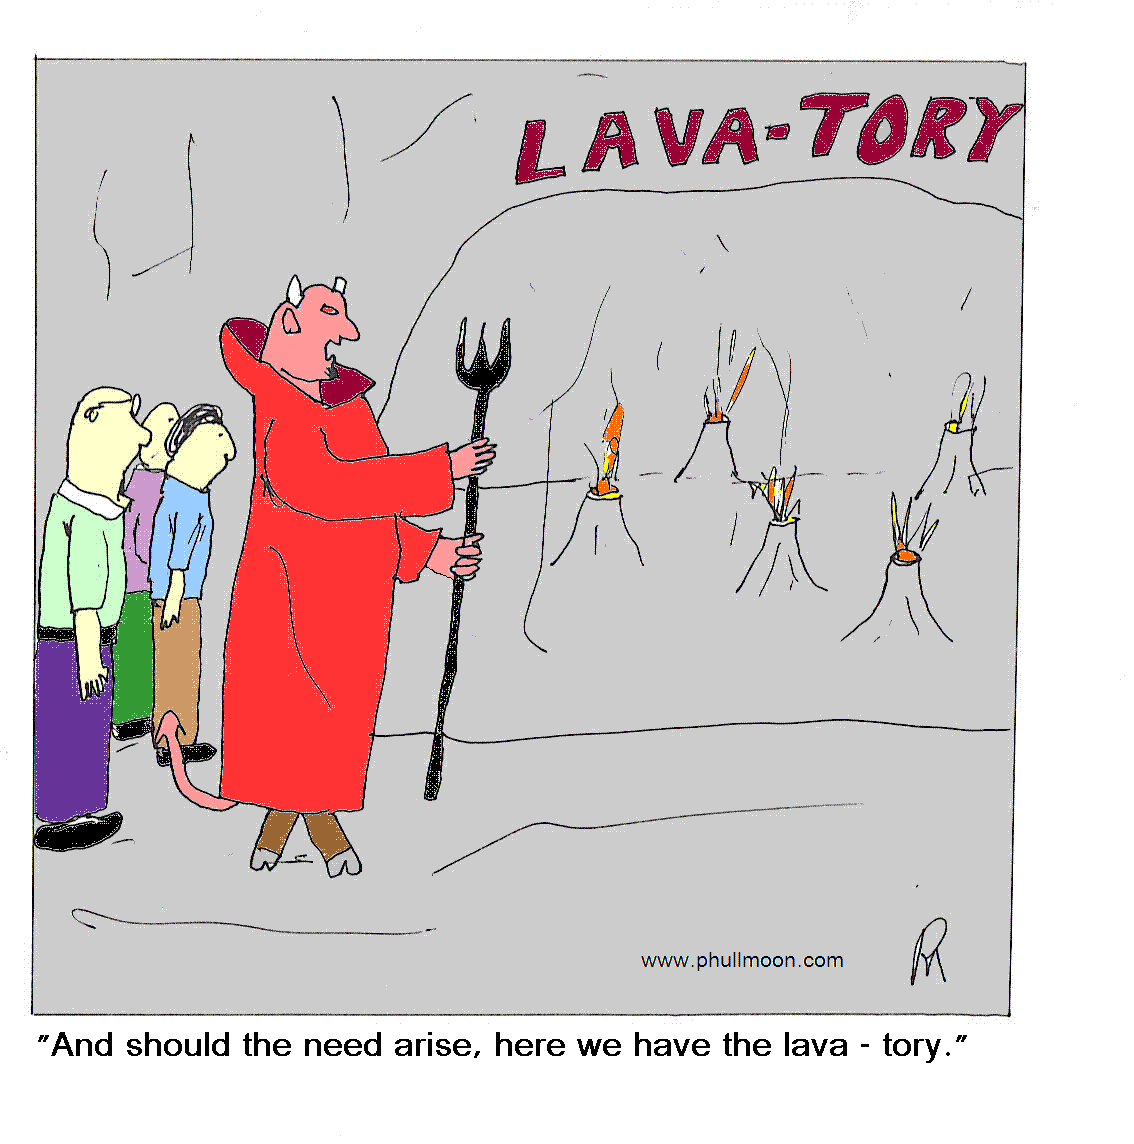 LAVA-TORY
www.phullmoon.com
"And should the need arise, here we have the lava - tory."